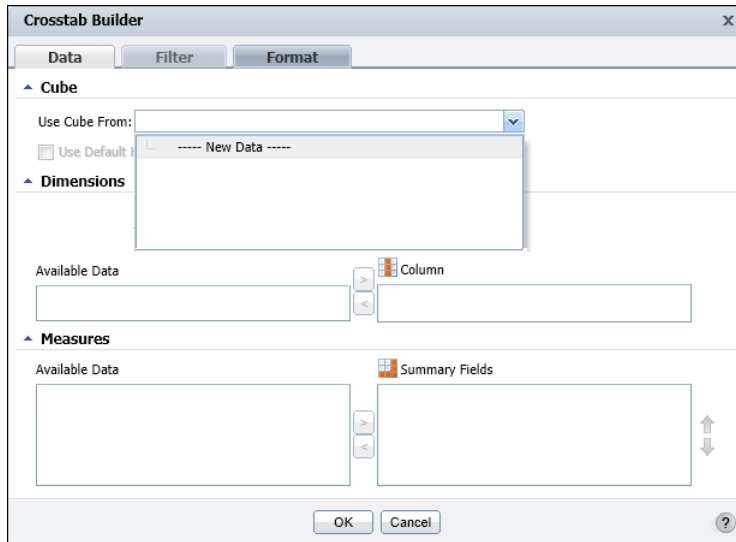 Crosstab Builder X
Data Filter Format
Cube
Use Cube From:
----- New Data -----
Use Default
Dimensions
Available Data
>
Column
<
Measures
Available Data
Summary Fields
>
<
OK Cancel ?